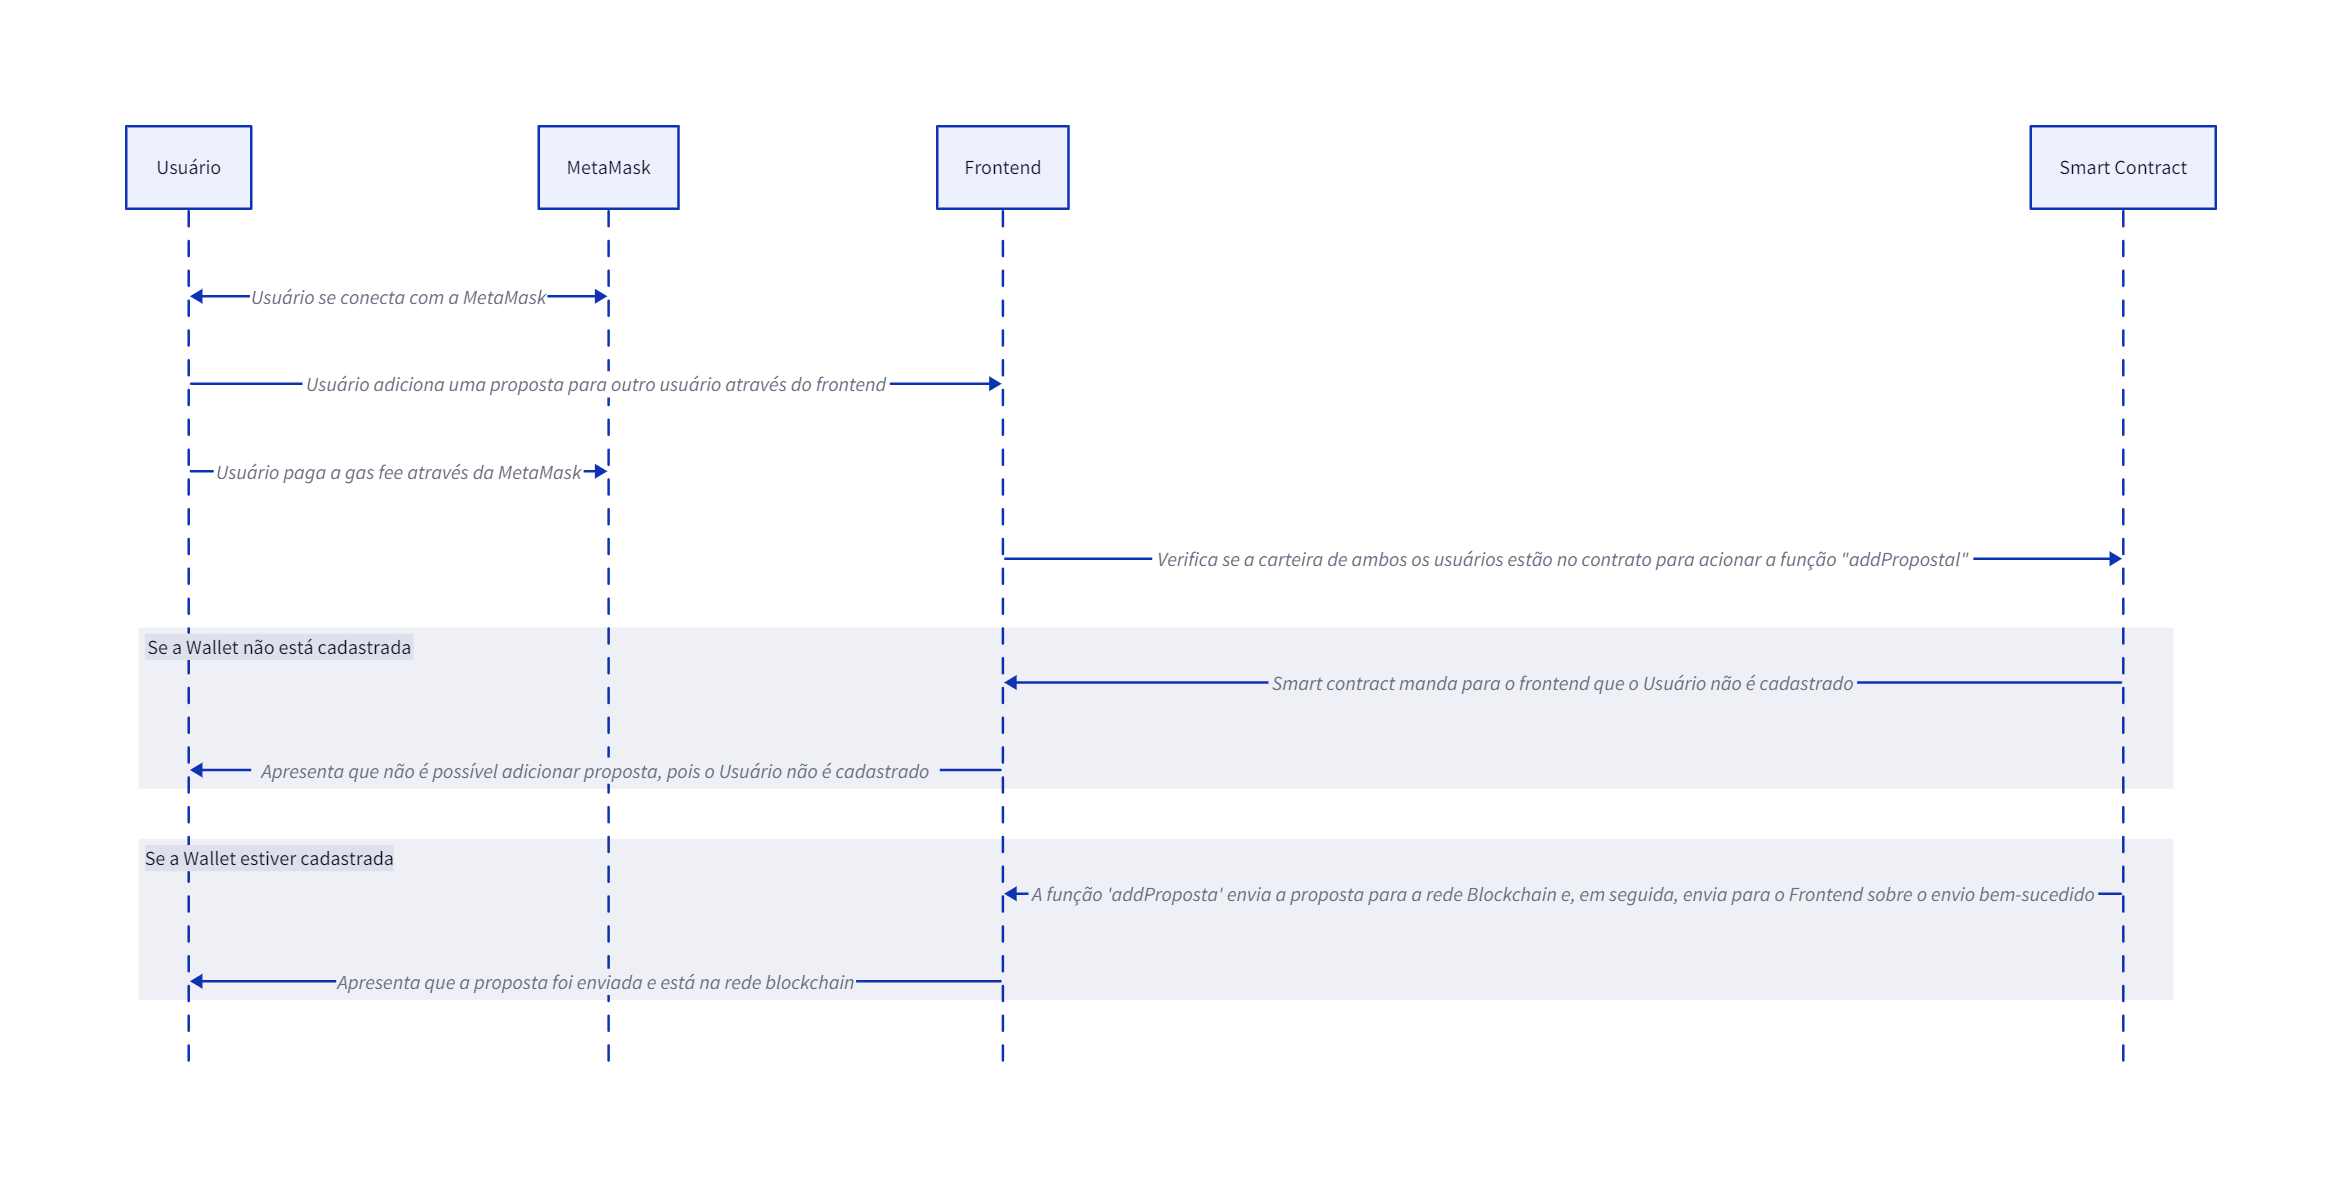 Usuário
MetaMask
Frontend
Smart Contract
Usuário se conecta com a MetaMask
Usuário adiciona uma proposta para outro usuário através do frontend
Usuário paga a gas fee através da MetaMask
Verifica se a carteira de ambos os usuários estão no contrato para acionar a função "addPropostal"
Se a Wallet não está cadastrada
Smart contract manda para o frontend que o Usuário não é cadastrado
Apresenta que não é possível adicionar proposta, pois o Usuário não é cadastrado
Se a Wallet estiver cadastrada
A função 'addProposta' envia a proposta para a rede Blockchain e, em seguida, envia para o Frontend sobre o envio bem-sucedido
Apresenta que a proposta foi enviada e está na rede blockchain